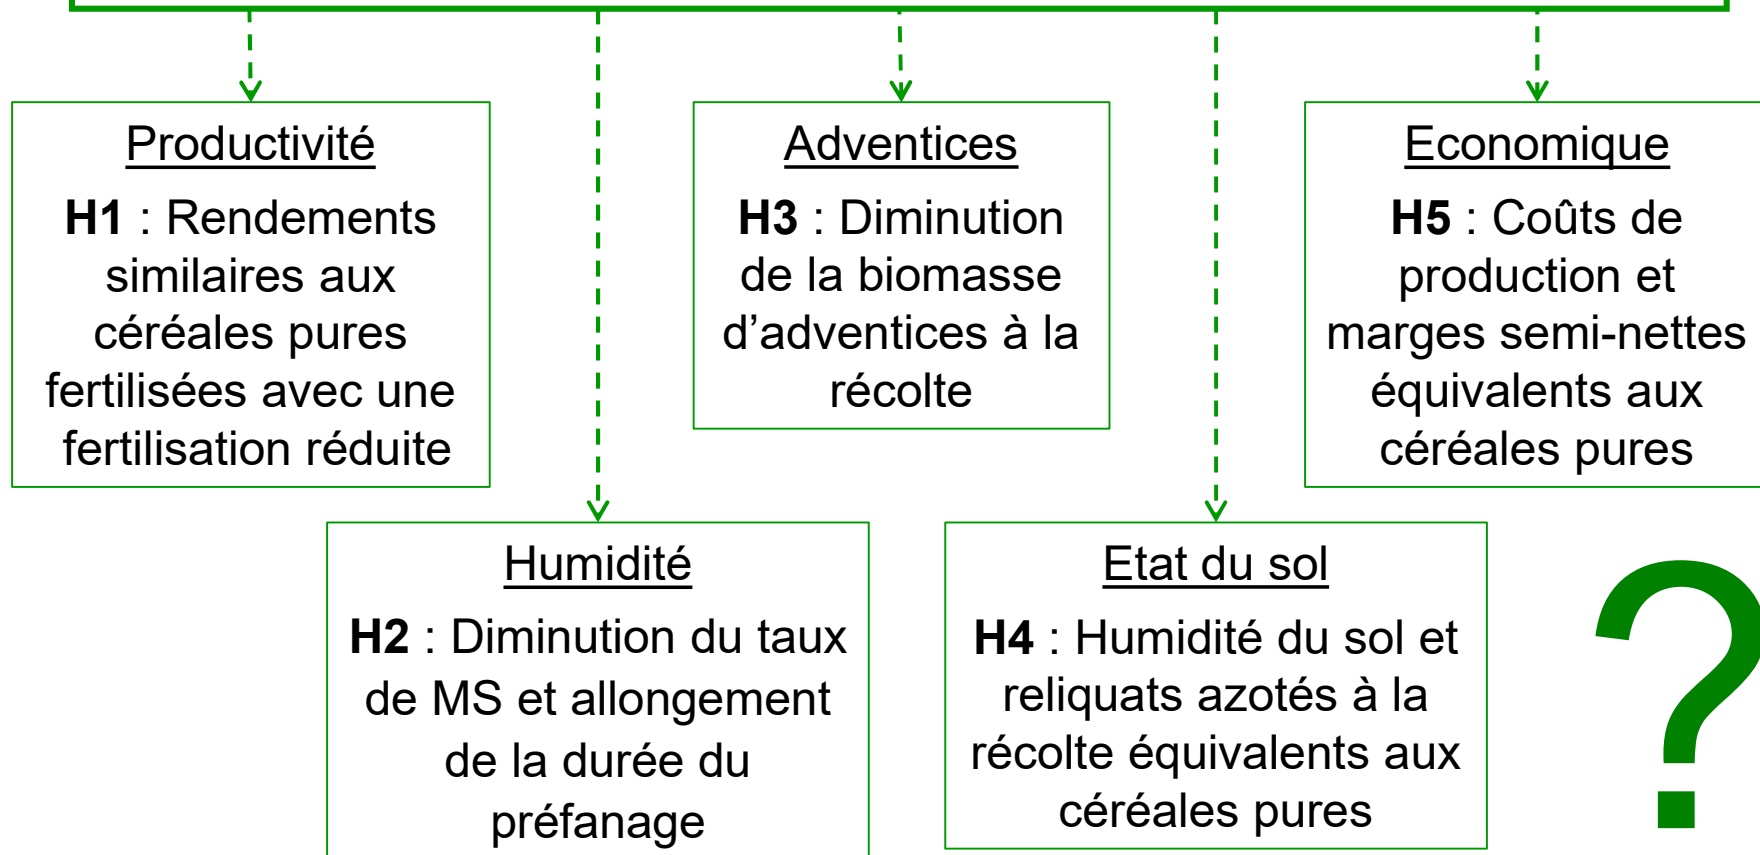 Productivité
H1 : Rendements
similaires aux
céréales pures
fertilisées avec une
fertilisation réduite
Adventices
H3 : Diminution
de la biomasse
d’adventices à la
récolte
Economique
H5 : Coûts de
production et
marges semi-nettes
équivalents aux
céréales pures
Humidité
H2 : Diminution du taux
de MS et allongement
de la durée du
préfanage
Etat du sol
H4 : Humidité du sol et
reliquats azotés à la
récolte équivalents aux
céréales pures
?